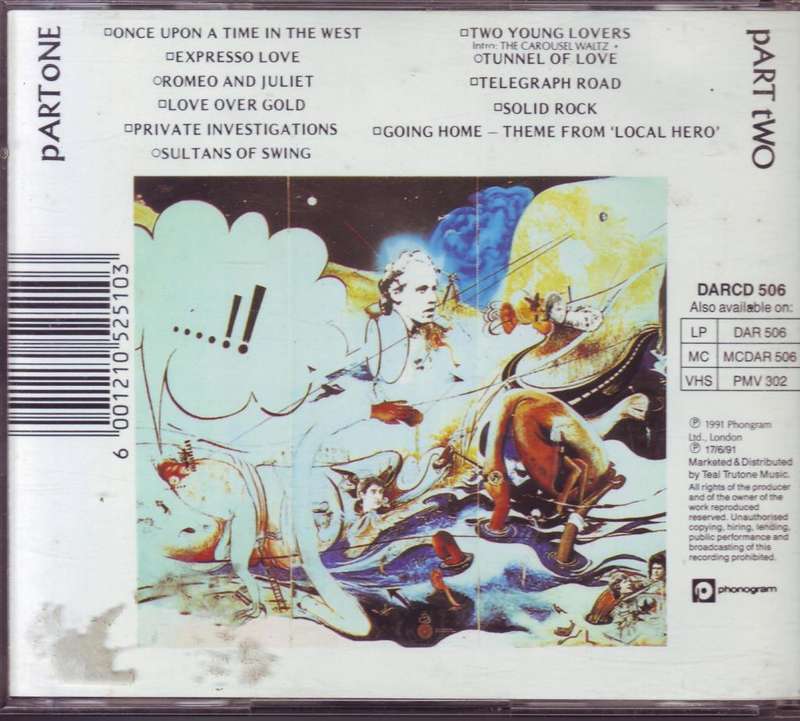 pART ONE
□ONCE UPON A TIME IN THE WEST
□EXPRESSO LOVE
○ROMEO AND JULIET
□LOVE OVER GOLD
□PRIVATE INVESTIGATIONS
○SULTANS OF SWING
pART tWO
□TWO YOUNG LOVERS
Intro: THE CAROUSEL WALTZ •
○TUNNEL OF LOVE
□TELEGRAPH ROAD
□SOLID ROCK
□GOING HOME – THEME FROM ‘LOCAL HERO’
.....!!
6 001210 525103
DARCD 506
Also available on:
LP DAR 506
MC MCDAR 506
VHS PMV 302
℗ 1991 Phongram
Ltd., London
℗ 17/6/91
Marketed & Distributed
by Teal Trutone Music.
All rights of the producer
and of the owner of the
work reproduced
reserved. Unauthorised
copying, hiring, lending,
public performance and
broadcasting of this
recording prohibited.
phonogram